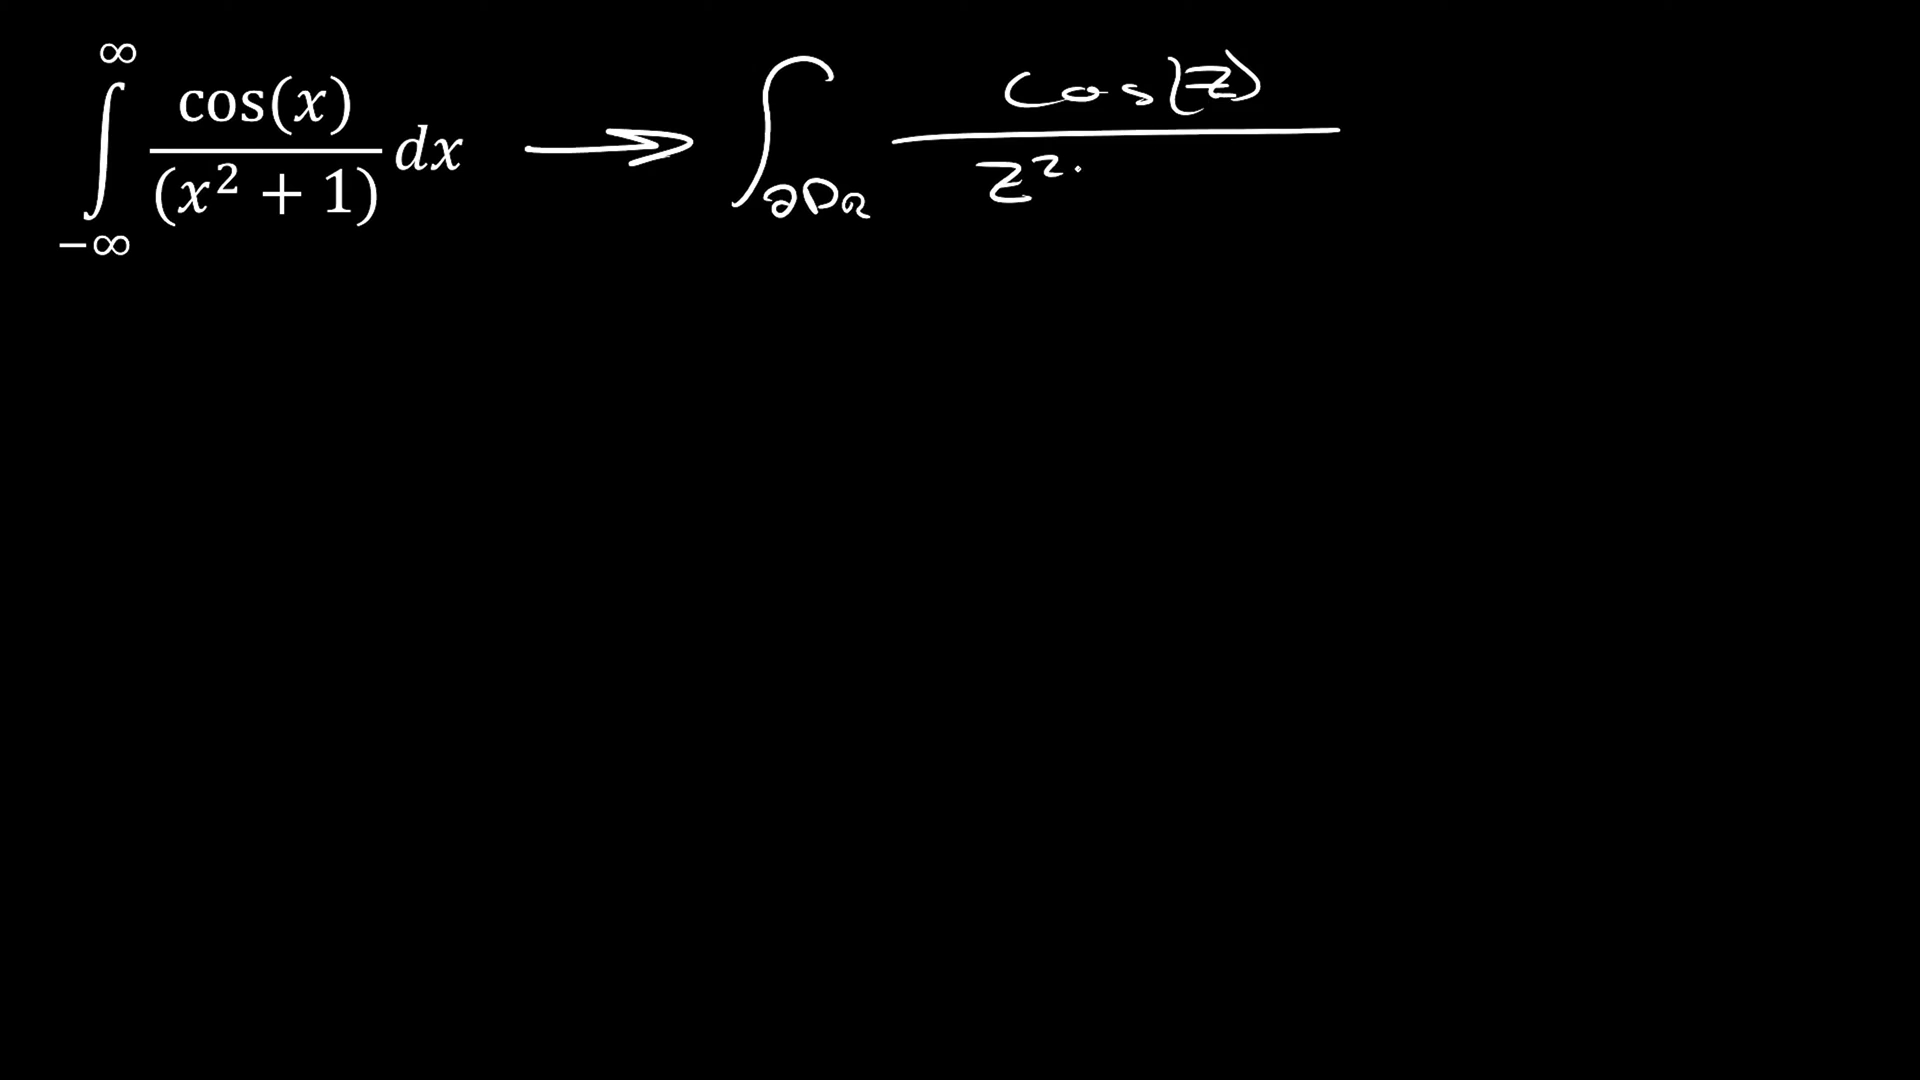 ∫_{-∞}^{∞} cos(x)/(x² + 1) dx → ∫_{∂D_R} cos(z)/z²